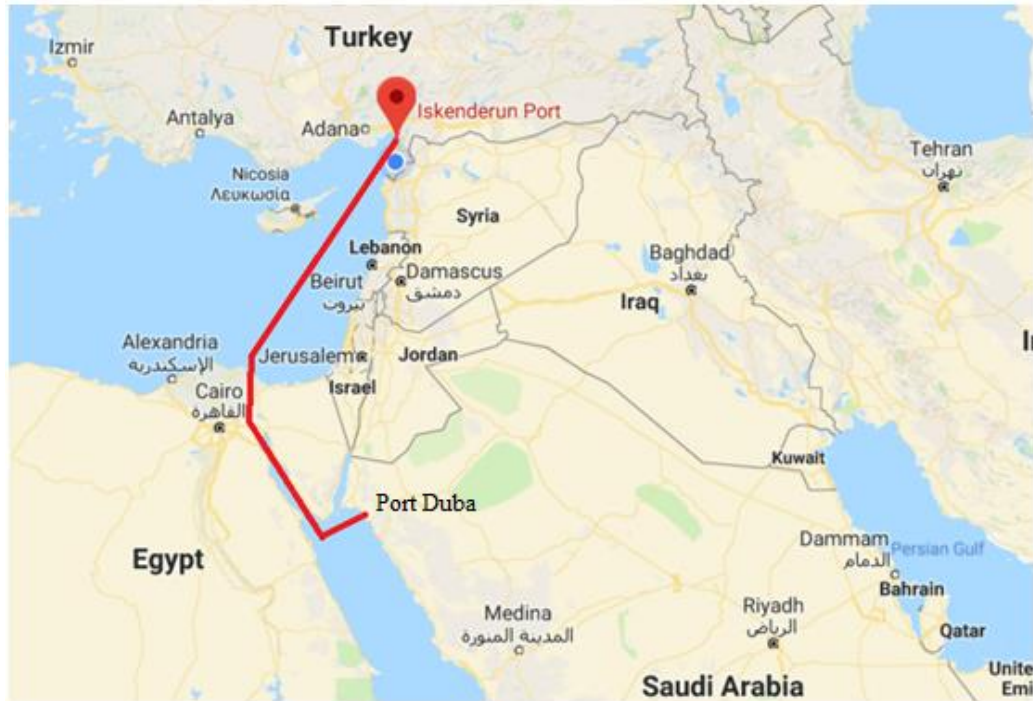 Turkey
Izmir
Iskenderun Port
Antalya
Adana
Tehran
تهران
Nicosia
Λευκωσία
Syria
Lebanon
Baghdad
بغداد
Beirut
بيروت
Damascus
دمشق
Iraq
Alexandria
الإسكندرية
Jerusalem
Jordan
Israel
Cairo
القاهرة
Kuwait
Port Duba
Egypt
Dammam
الدمام
Persian Gulf
Bahrain
Medina
المدينة المنورة
Riyadh
الرياض
Qatar
Saudi Arabia
United
Emi